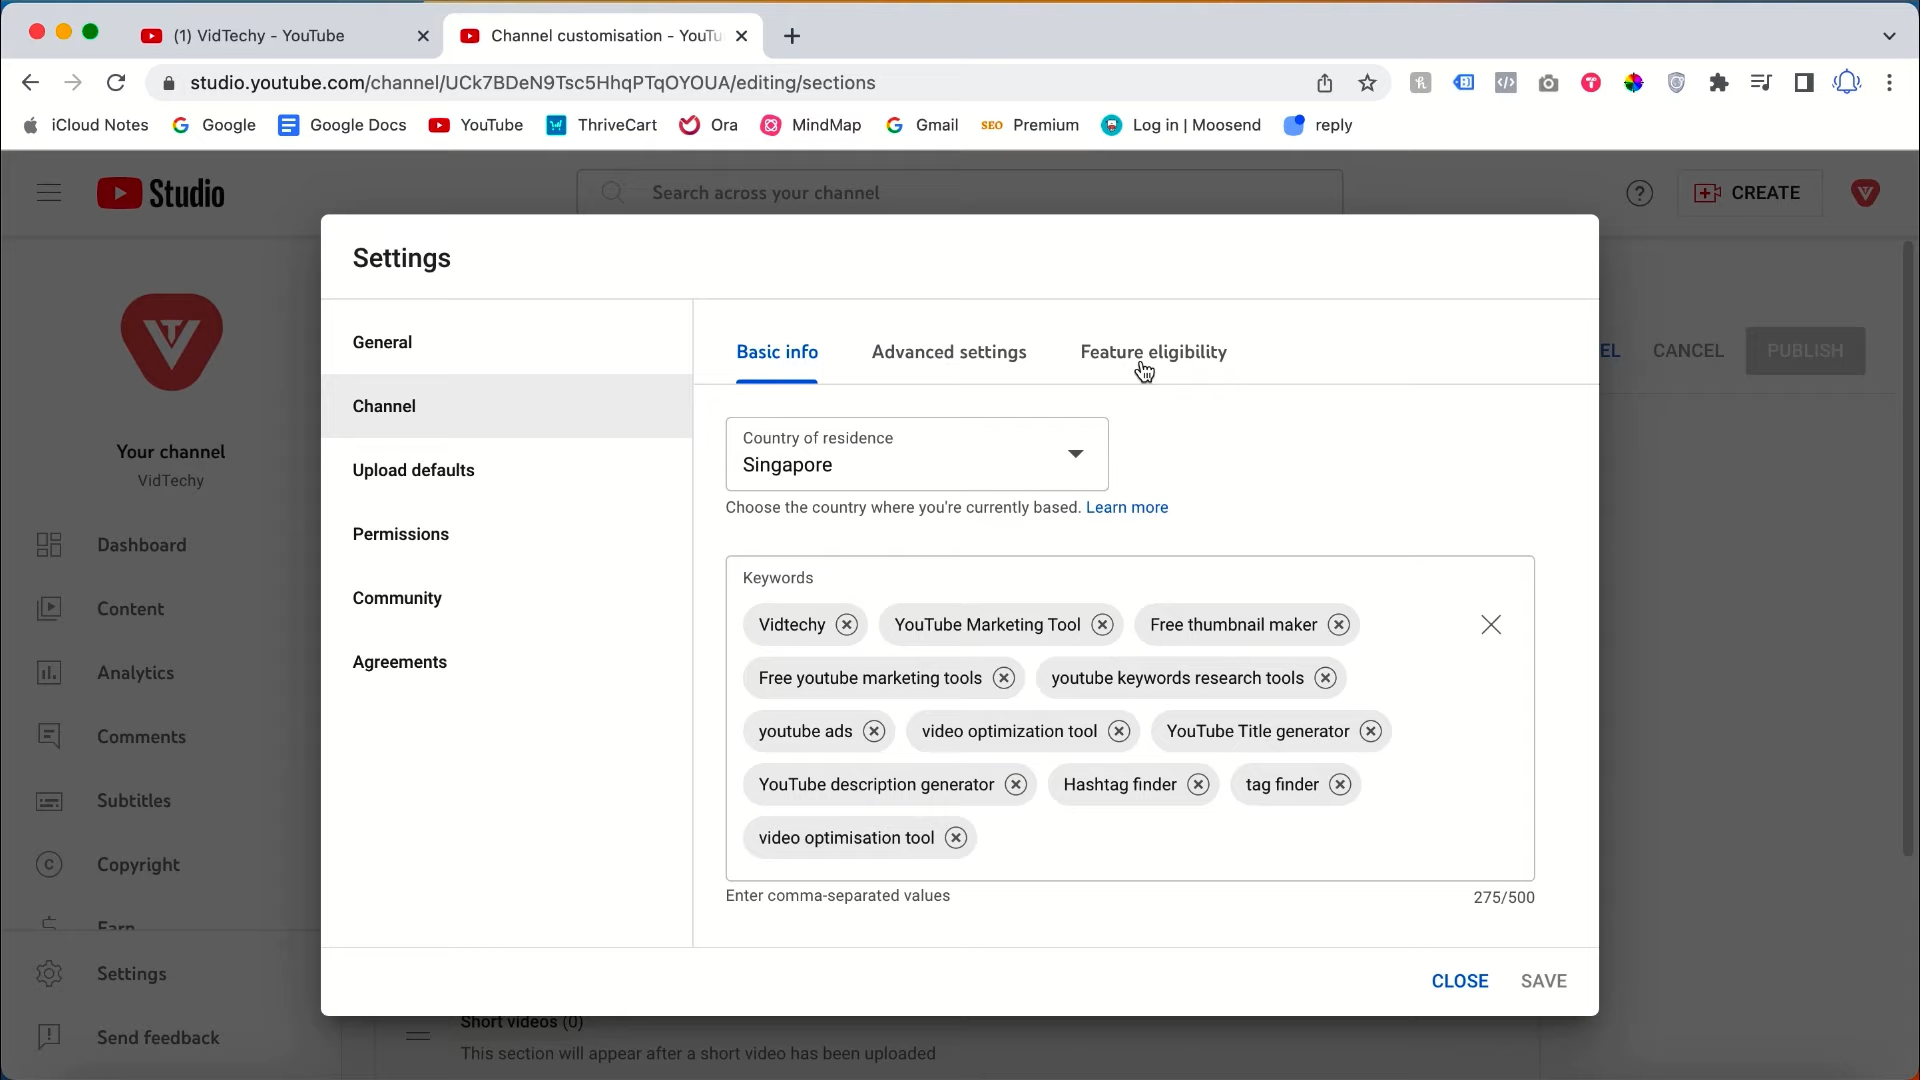 (1) VidTechy - YouTube
Channel customisation - YouTu
studio.youtube.com/channel/UCk7BDeN9Tsc5HhqPTqOYOUA/editing/sections
iCloud Notes
Google
Google Docs
YouTube
ThriveCart
Ora
MindMap
Gmail
SEO Premium
Log in | Moosend
reply
Studio
Search across your channel
CREATE
Settings
General
Channel
Upload defaults
Permissions
Community
Agreements
Basic info
Advanced settings
Feature eligibility
EL
CANCEL
PUBLISH
Your channel
VidTechy
Dashboard
Content
Analytics
Comments
Subtitles
Copyright
Earn
Settings
Send feedback
Country of residence
Singapore
Choose the country where you're currently based. Learn more
Keywords
Vidtechy
YouTube Marketing Tool
Free thumbnail maker
Free youtube marketing tools
youtube keywords research tools
youtube ads
video optimization tool
YouTube Title generator
YouTube description generator
Hashtag finder
tag finder
video optimisation tool
Enter comma-separated values
275/500
CLOSE
SAVE
Short videos (0)
This section will appear after a short video has been uploaded